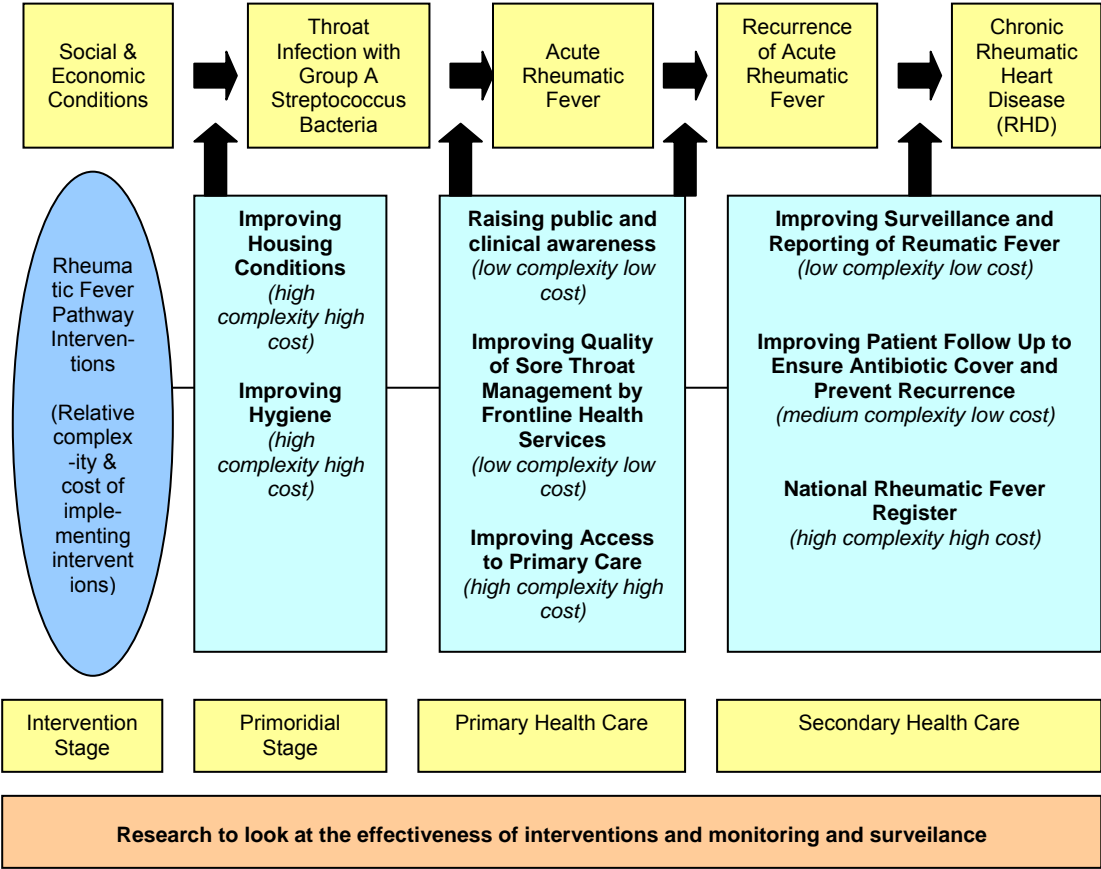 Social &
Economic
Conditions
Throat
Infection with
Group A
Streptococcus
Bacteria
Acute
Rheumatic
Fever
Recurrence
of Acute
Rheumatic
Fever
Chronic
Rheumatic
Heart
Disease
(RHD)
Rheuma
tic Fever
Pathway
Interven-
tions
(Relative
complex
-ity &
cost of
imple-
menting
intervent
ions)
Improving
Housing
Conditions
(high
complexity high
cost)
Improving
Hygiene
(high
complexity high
cost)
Raising public and
clinical awareness
(low complexity low
cost)
Improving Quality
of Sore Throat
Management by
Frontline Health
Services
(low complexity low
cost)
Improving Access
to Primary Care
(high complexity high
cost)
Improving Surveillance and
Reporting of Reumatic Fever
(low complexity low cost)
Improving Patient Follow Up to
Ensure Antibiotic Cover and
Prevent Recurrence
(medium complexity low cost)
National Rheumatic Fever
Register
(high complexity high cost)
Intervention
Stage
Primoridial
Stage
Primary Health Care
Secondary Health Care
Research to look at the effectiveness of interventions and monitoring and surveilance